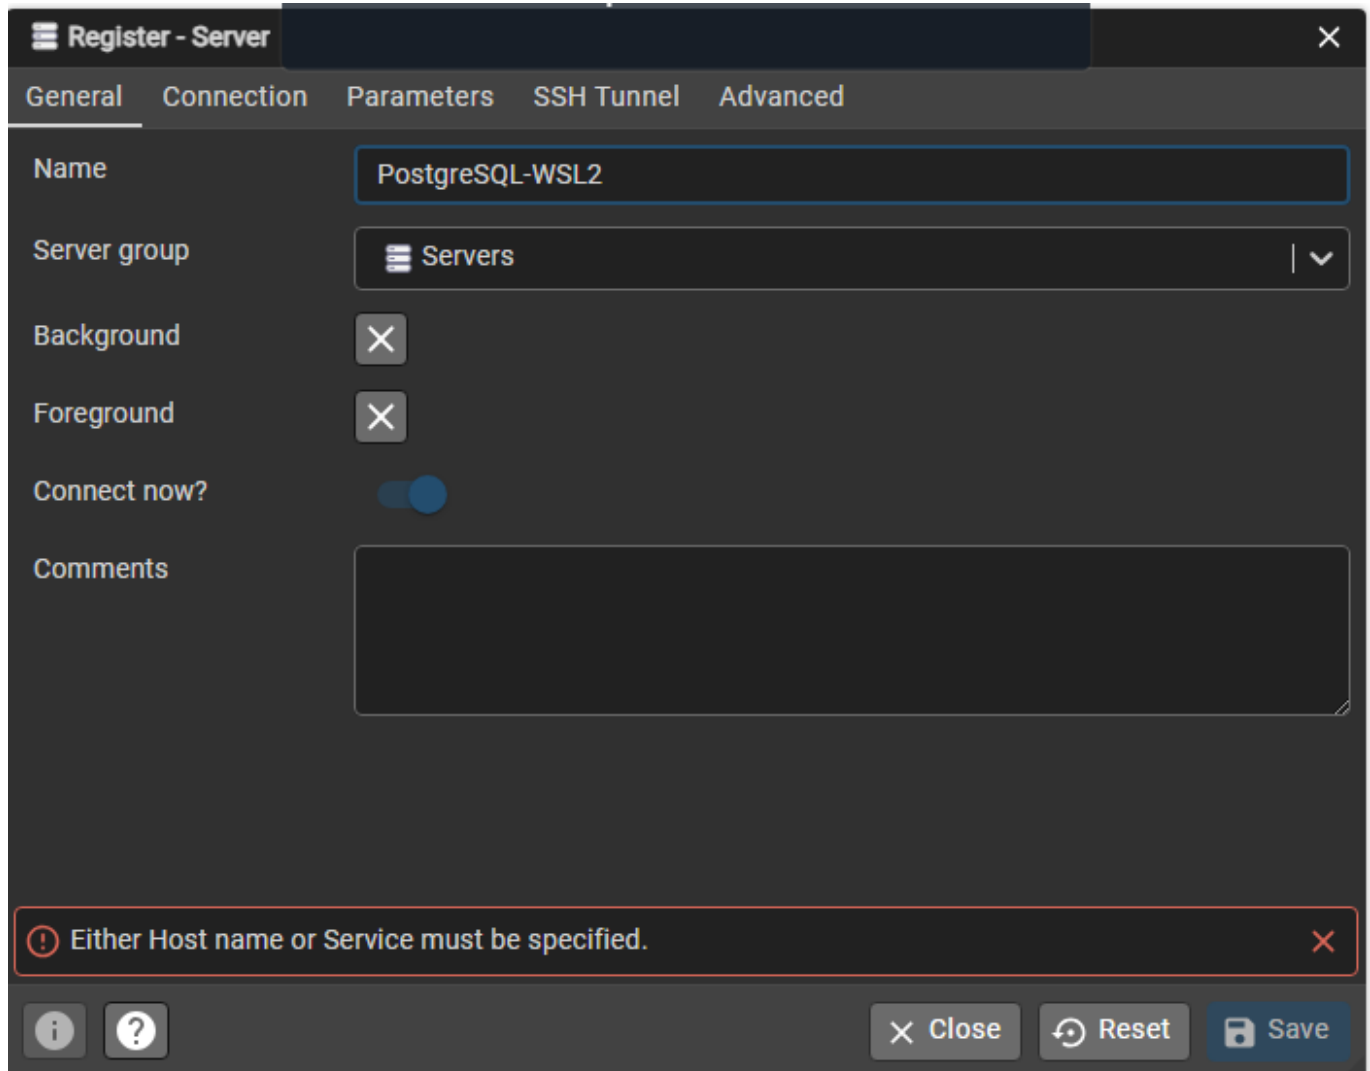 Register - Server
General Connection Parameters SSH Tunnel Advanced
Name PostgreSQL-WSL2
Server group Servers
Background
Foreground
Connect now?
Comments
Either Host name or Service must be specified.
Close Reset Save